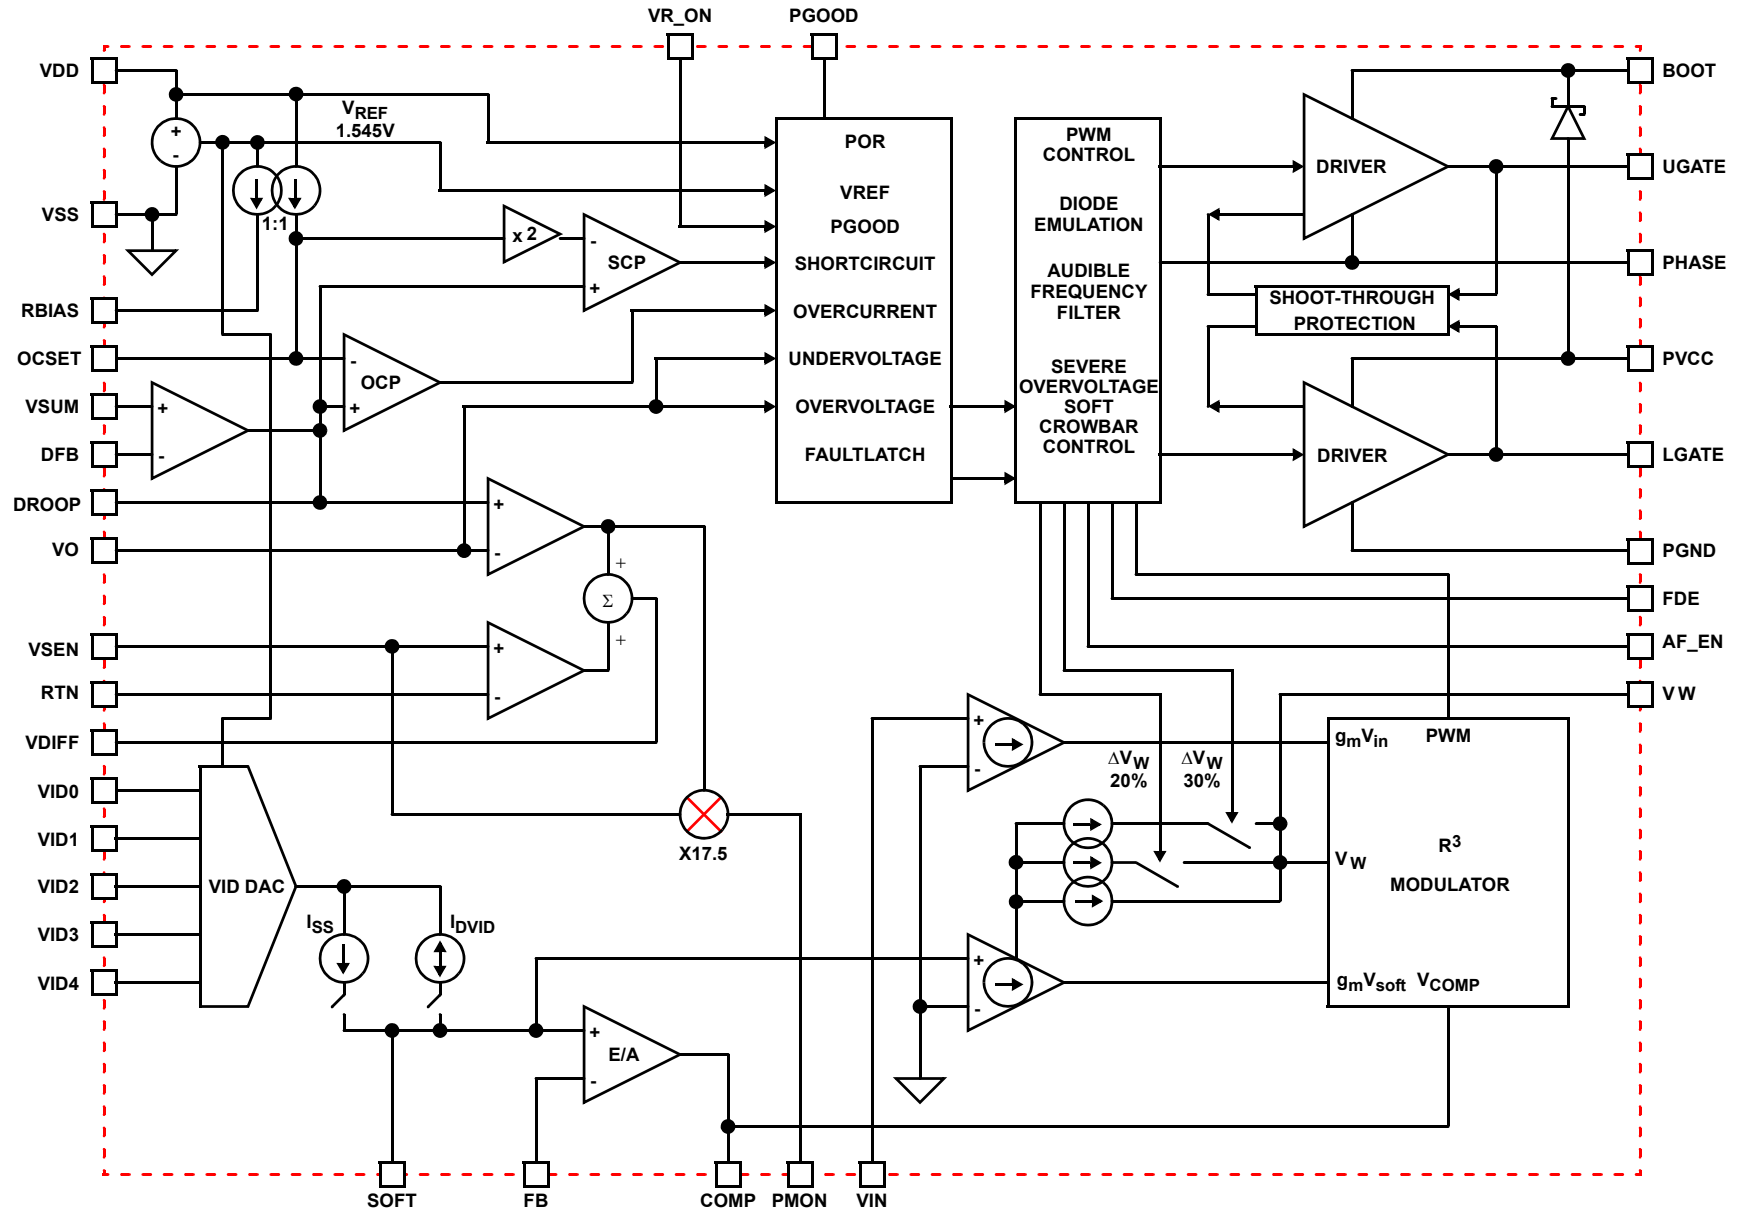 VR_ON
PGOOD
VDD
VSS
RBIAS
OCSET
VSUM
DFB
DROOP
VO
VSEN
RTN
VDIFF
VID0
VID1
VID2
VID3
VID4
+
-
VREF
1.545V
1:1
x 2
-
+
SCP
-
+
OCP
+
-
+
-
+
Σ
+
+
-
X17.5
VID DAC
ISS
IDVID
+
-
E/A
POR
VREF
PGOOD
SHORTCIRCUIT
OVERCURRENT
UNDERVOLTAGE
OVERVOLTAGE
FAULTLATCH
PWM
CONTROL
DIODE
EMULATION
AUDIBLE
FREQUENCY
FILTER
SEVERE
OVERVOLTAGE
SOFT
CROWBAR
CONTROL
DRIVER
SHOOT-THROUGH
PROTECTION
DRIVER
+
-
ΔVW
20%
ΔVW
30%
+
-
gmVin
PWM
VW
R3
MODULATOR
gmVsoft VCOMP
BOOT
UGATE
PHASE
PVCC
LGATE
PGND
FDE
AF_EN
VW
SOFT
FB
COMP
PMON
VIN